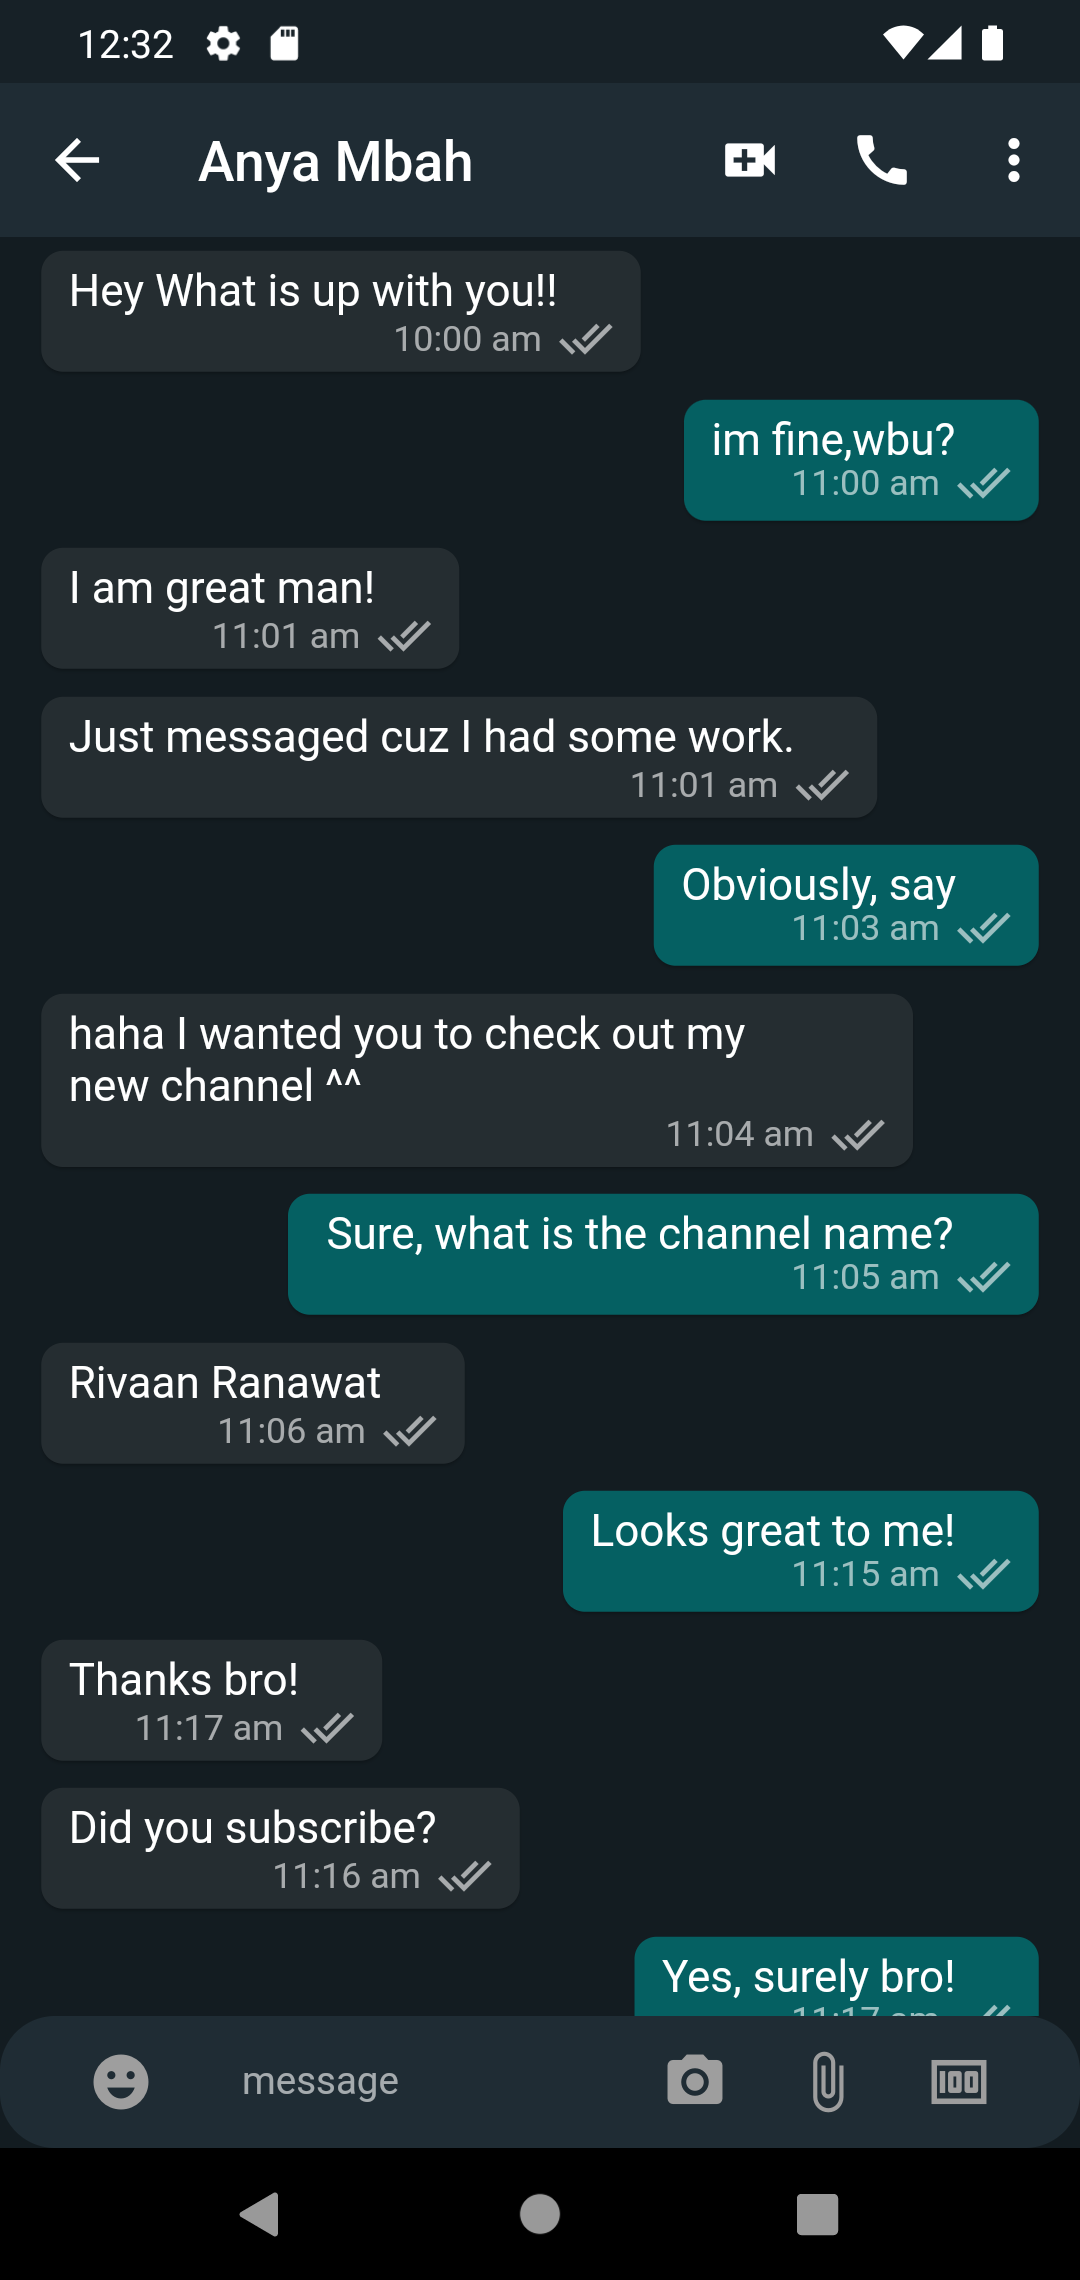 12:32
Anya Mbah
Hey What is up with you!!
10:00 am
im fine,wbu?
11:00 am
I am great man!
11:01 am
Just messaged cuz I had some work.
11:01 am
Obviously, say
11:03 am
haha I wanted you to check out my
new channel ^^
11:04 am
Sure, what is the channel name?
11:05 am
Rivaan Ranawat
11:06 am
Looks great to me!
11:15 am
Thanks bro!
11:17 am
Did you subscribe?
11:16 am
Yes, surely bro!
11:17 am
message